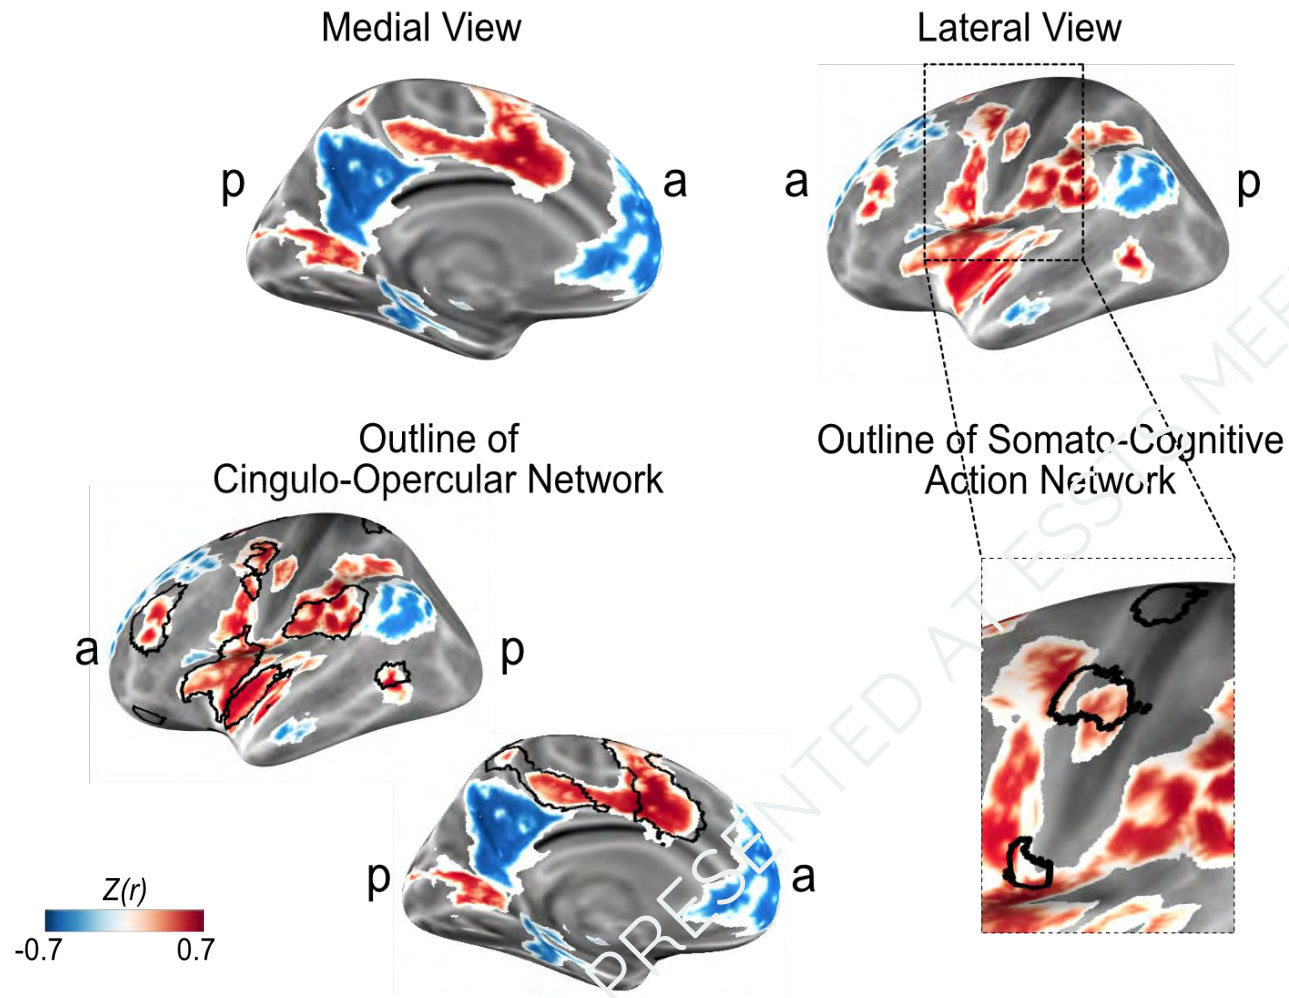 Medial View
Lateral View
p
a
a
p
Outline of
Cingulo-Opercular Network
Outline of Somato-Cognitive
Action Network
a
p
p
a
Z(r)
-0.7
0.7
PRESENTED AT ESSTS